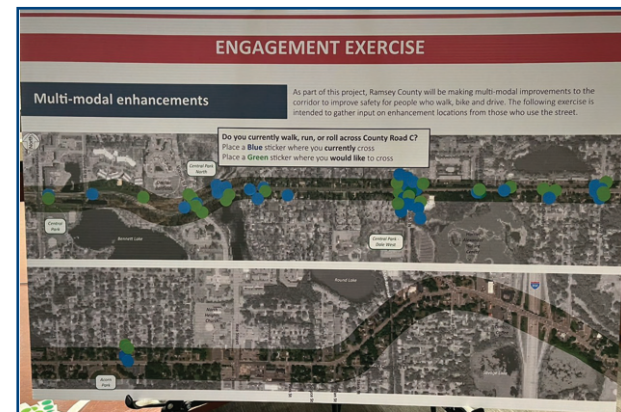 ENGAGEMENT EXERCISE
Multi-modal enhancements
As part of this project, Ramsey County will be making multi-modal improvements to the
corridor to improve safety for people who walk, bike and drive. The following exercise is
intended to gather input on enhancement locations from those who use the street.
Do you currently walk, run, or roll across County Road C?
Place a Blue sticker where you currently cross
Place a Green sticker where you would like to cross
Central Park
North
Central
Park
Bennett Lake
Central Park
Dale West
Round Lake
Acorn
Park